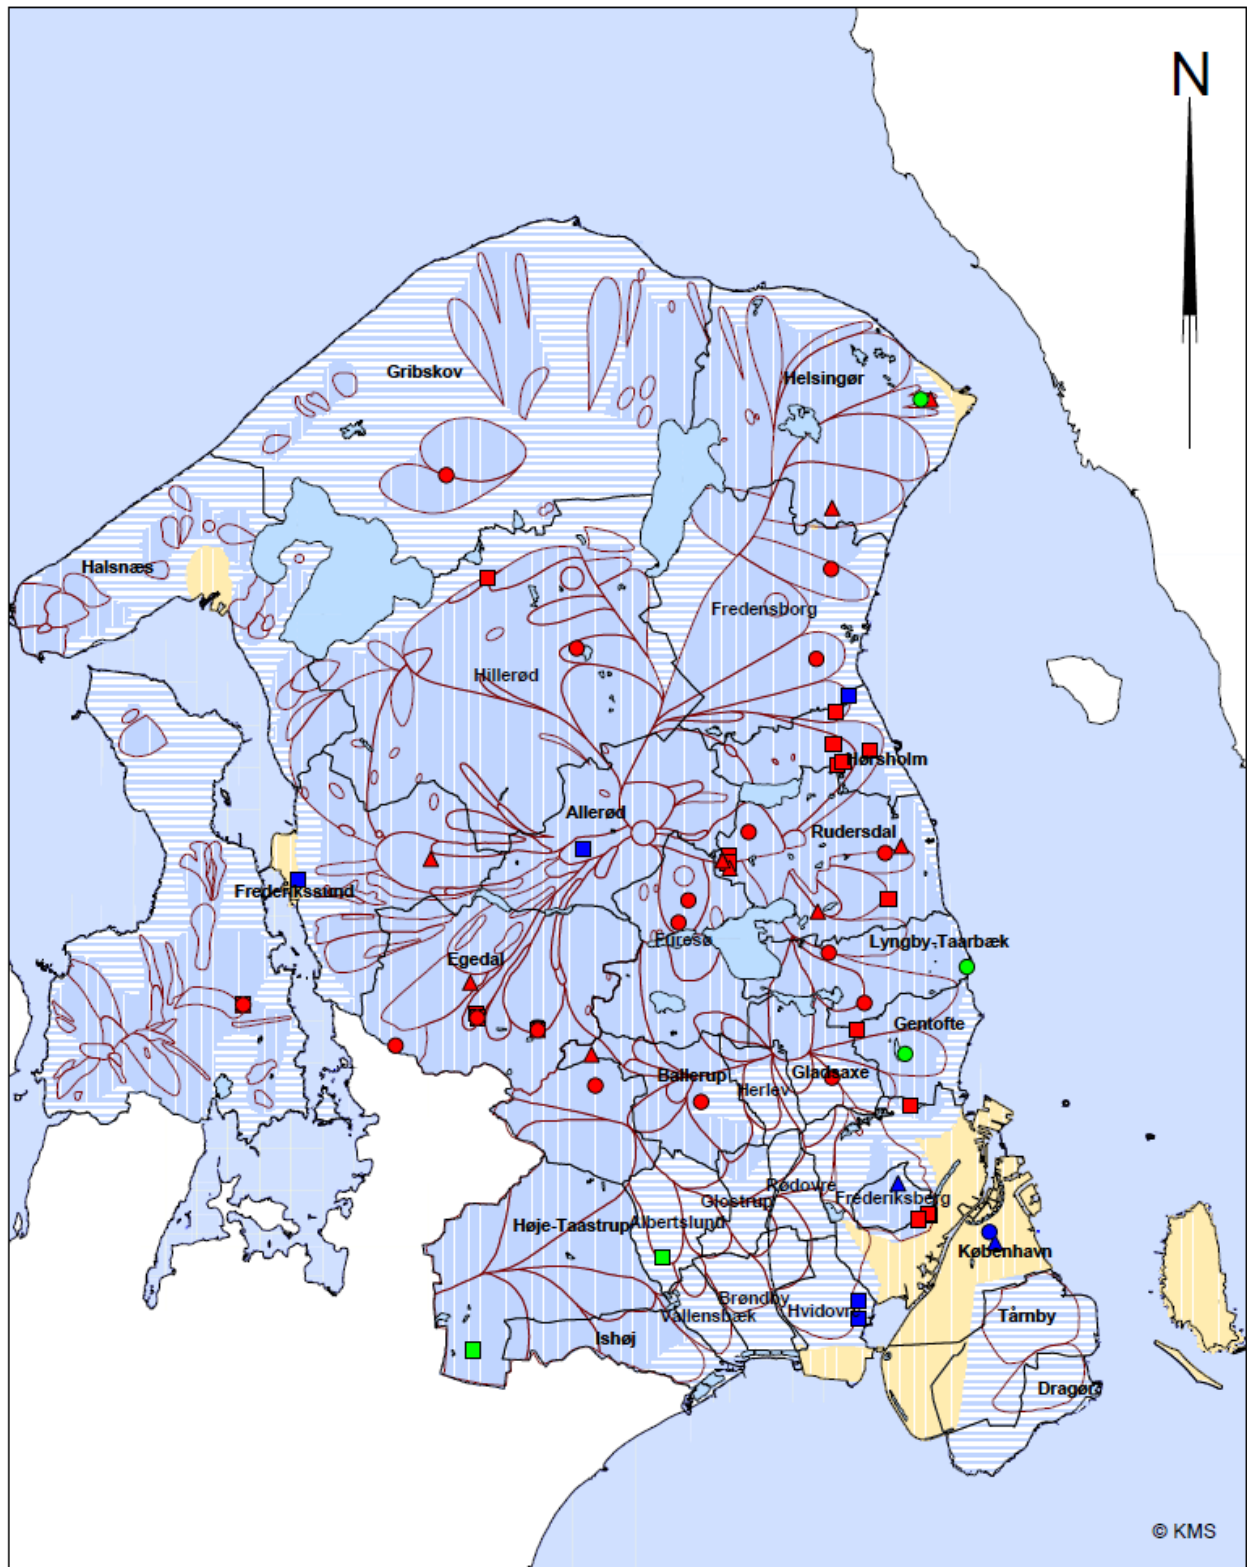 N
Gribskov
Helsingør
Halsnæs
Fredensborg
Hillerød
Hørsholm
Allerød
Rudersdal
Frederikssund
Furesø
Lyngby-Taarbæk
Egedal
Gentofte
Ballerup
Gladsaxe
Herlev
Rødovre
Frederiksberg
Glostrup
Albertslund
Høje-Taastrup
København
Brøndby
Hvidovre
Vallensbæk
Tårnby
Ishøj
Dragør
© KMS